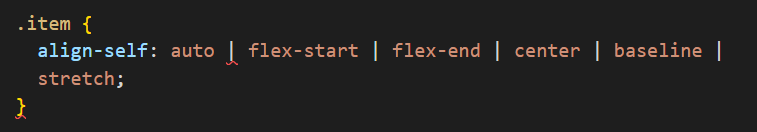 .item {
align-self: auto | flex-start | flex-end | center | baseline |
stretch;
}